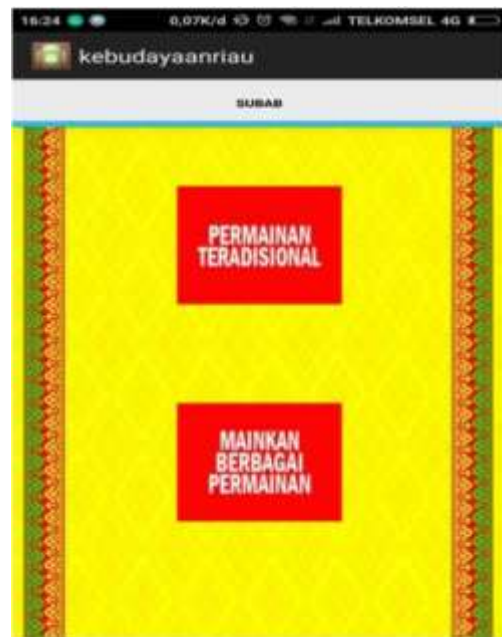 16:24 0,07K/d TELKOMSEL 4G
kebudayaanriau
SUBAB
PERMAINAN
TERADISIONAL
MAINKAN
BERBAGAI
PERMAINAN